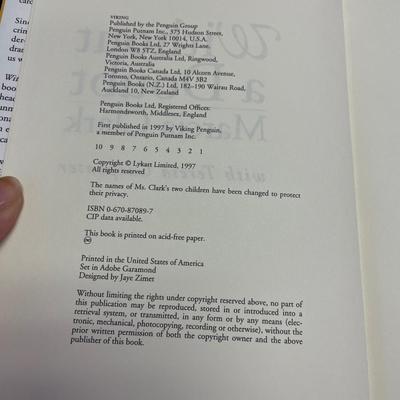 VIKING
Published by the Penguin Group
Penguin Putnam Inc., 375 Hudson Street,
New York, New York 10014, U.S.A.
Penguin Books Ltd, 27 Wrights Lane,
London W8 5TZ, England
Penguin Books Australia Ltd, Ringwood,
Victoria, Australia
Penguin Books Canada Ltd, 10 Alcorn Avenue,
Toronto, Ontario, Canada M4V 3B2
Penguin Books (N.Z.) Ltd, 182–190 Wairau Road,
Auckland 10, New Zealand
Penguin Books Ltd, Registered Offices:
Harmondsworth, Middlesex, England
First published in 1997 by Viking Penguin,
a member of Penguin Putnam Inc.
10 9 8 7 6 5 4 3 2 1
Copyright © Lykart Limited, 1997
All rights reserved
The names of Ms. Clark's two children have been changed to protect
their privacy.
ISBN 0-670-87089-7
CIP data available.
This book is printed on acid-free paper.
Printed in the United States of America
Set in Adobe Garamond
Designed by Jaye Zimet
Without limiting the rights under copyright reserved above, no part of
this publication may be reproduced, stored in or introduced into a
retrieval system, or transmitted, in any form or by any means (elec-
tronic, mechanical, photocopying, recording or otherwise), without the
prior written permission of both the copyright owner and the above
publisher of this book.